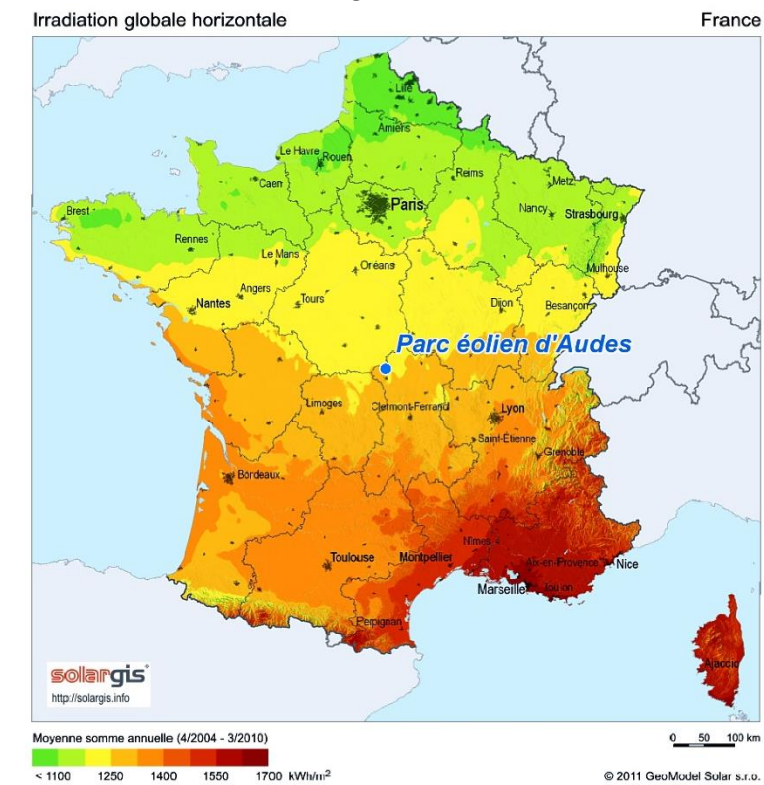 Irradiation globale horizontale France
Lille
Amiens
Le Havre
Rouen
Caen
Reims
Metz
Paris
Nancy
Strasbourg
Brest
Rennes
Le Mans
Oréans
Mulhouse
Angers
Tours
Nantes
Dijon
Besançon
Parc éolien d'Audes
Limoges
Clermont-Ferrand
Lyon
Saint-Étienne
Grenoble
Bordeaux
Nîmes
Toulouse
Montpellier
Aix-en-Provence
Nice
Marseille
Toulon
Perpignan
Ajaccio
solargis
http://solargis.info
Moyenne somme annuelle (4/2004 - 3/2010)
0 50 100 km
< 1100 1250 1400 1550 1700 kWh/m²
© 2011 GeoModel Solar s.r.o.